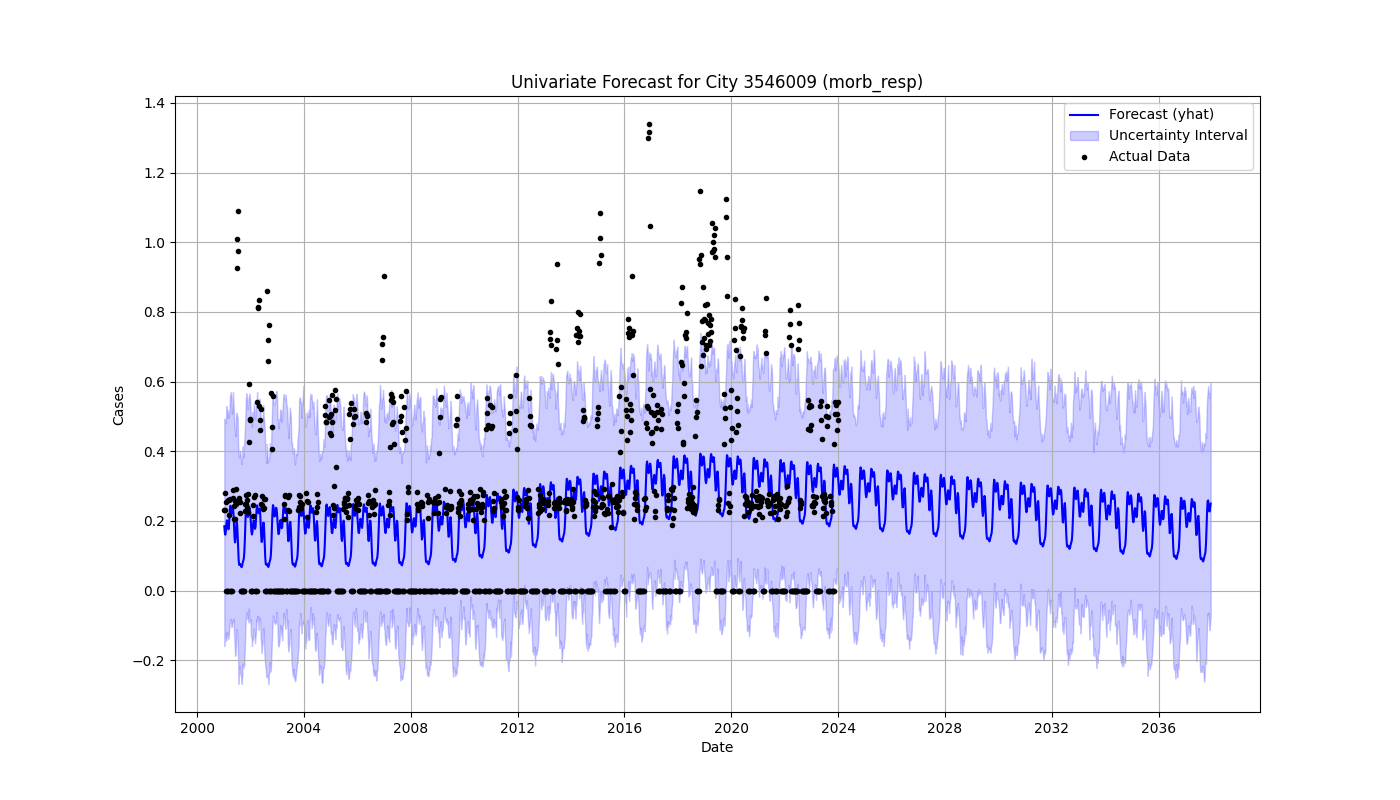 Univariate Forecast for City 3546009 (morb_resp)
Forecast (yhat)
Uncertainty Interval
Actual Data
Cases
1.4
1.2
1.0
0.8
0.6
0.4
0.2
0.0
−0.2
2000 2004 2008 2012 2016 2020 2024 2028 2032 2036
Date